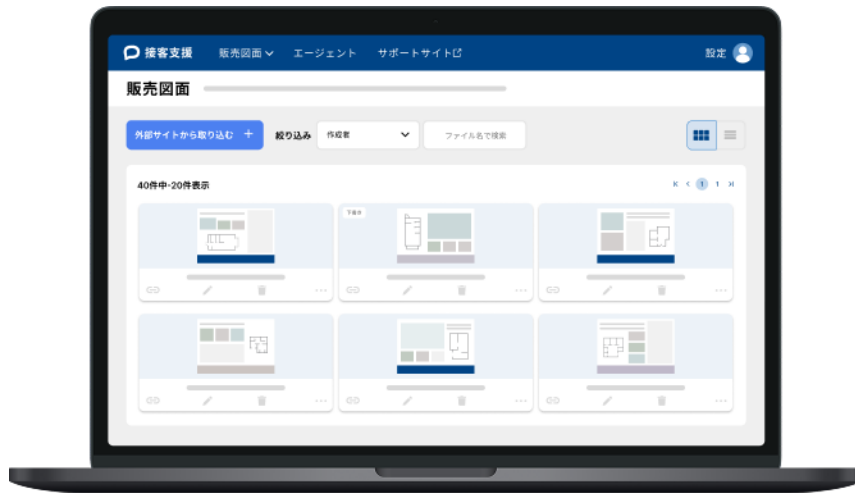 接客支援 販売図面 エージェント サポートサイト 設定
販売図面
外部サイトから取り込む + 絞り込み 作成者 ファイル名で検索
40件中-20件表示 1 1
下書き